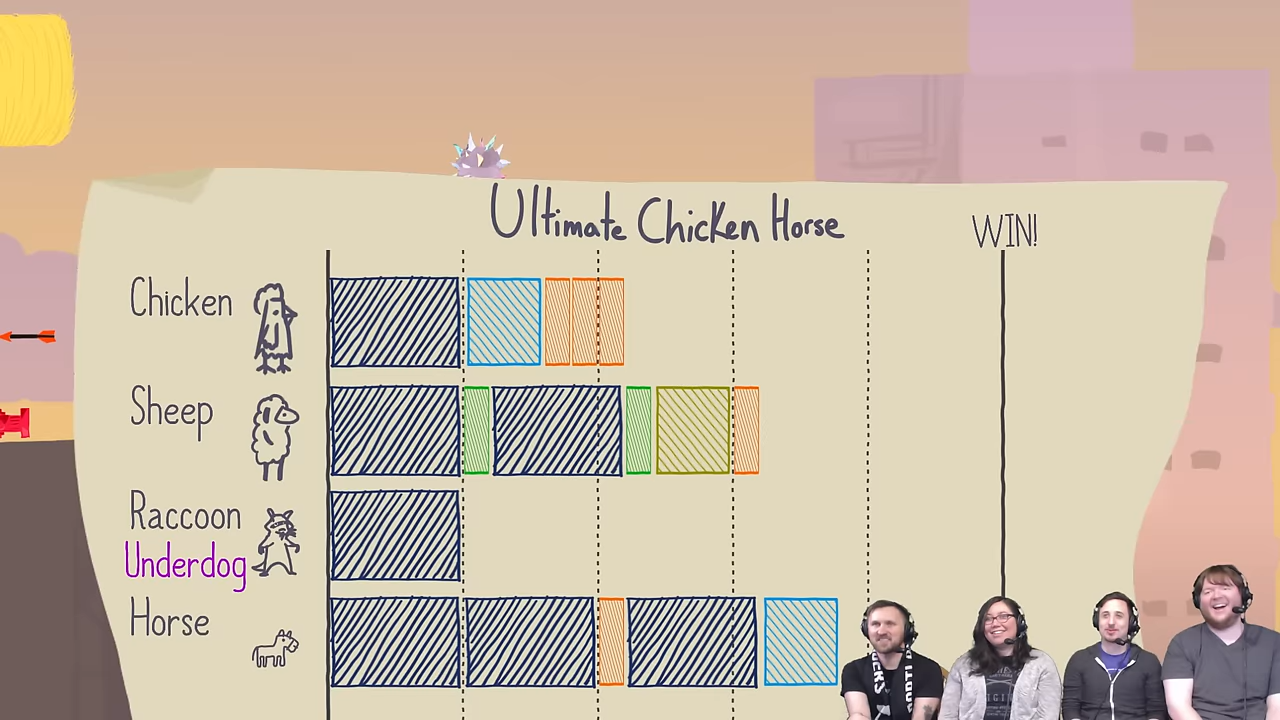 Ultimate Chicken Horse
WIN!
Chicken
Sheep
Raccoon
Underdog
Horse